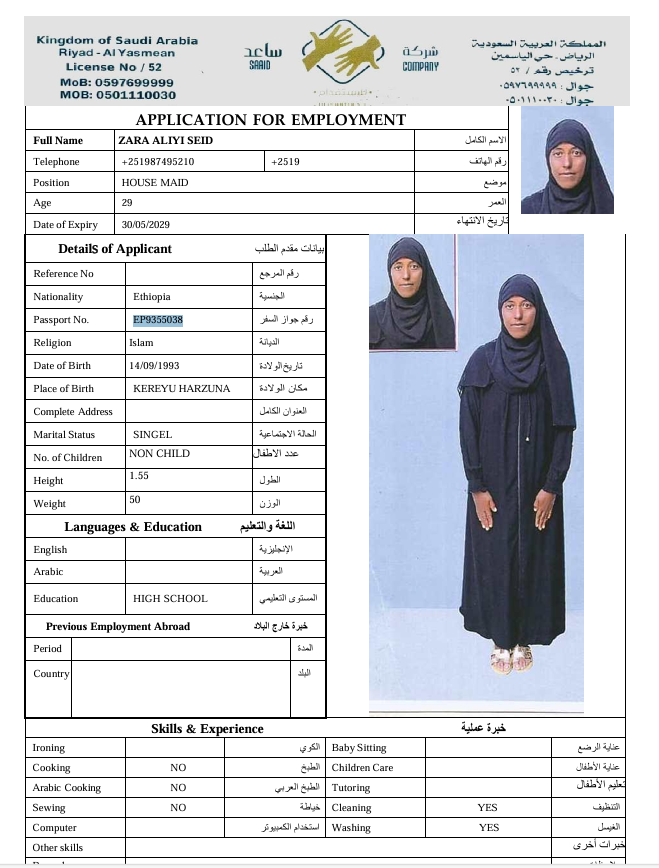 Kingdom of Saudi Arabia
Riyad - Al Yasmean
License No / 52
MoB: 0597699999
MOB: 0501110030
ساعد
SAAID
شركة
COMPANY
المملكة العربية السعودية
الرياض - حي الياسمين
ترخيص رقم / ٥٢
جوال : ٠٥٩٧٦٩٩٩٩٩
جوال : ٠٥٠١١١٠٠٣٠
APPLICATION FOR EMPLOYMENT
Full Name ZARA ALIYI SEID الاسم الكامل
Telephone +251987495210 +2519 رقم الهاتف
Position HOUSE MAID موضع
Age 29 العمر
Date of Expiry 30/05/2029 تاريخ الانتهاء
Details of Applicant بيانات مقدم الطلب
Reference No رقم المرجع
Nationality Ethiopia الجنسية
Passport No. EP9355038 رقم جواز السفر
Religion Islam الديانة
Date of Birth 14/09/1993 تاريخ الولادة
Place of Birth KEREYU HARZUNA مكان الولادة
Complete Address العنوان الكامل
Marital Status SINGEL الحالة الاجتماعية
No. of Children NON CHILD عدد الاطفال
Height 1.55 الطول
Weight 50 الوزن
Languages & Education اللغة والتعليم
English الإنجليزية
Arabic العربية
Education HIGH SCHOOL المستوى التعليمي
Previous Employment Abroad خبرة خارج البلاد
Period المدة
Country البلد
Skills & Experience خبرة عملية
Ironing الكوي Baby Sitting عناية الرضع
Cooking NO الطبخ Children Care عناية الأطفال
Arabic Cooking NO الطبخ العربي Tutoring تعليم الأطفال
Sewing NO خياطة Cleaning YES التنظيف
Computer استخدام الكمبيوتر Washing YES الغسيل
Other skills خبرات أخرى